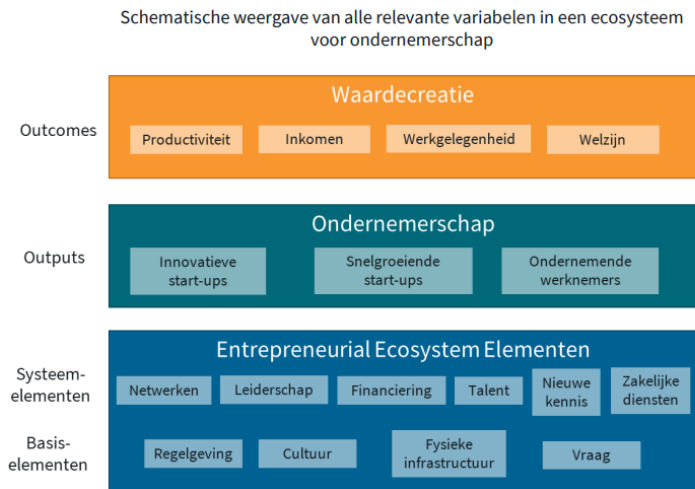 Schematische weergave van alle relevante variabelen in een ecosysteem
voor ondernemerschap
Waardecreatie
Outcomes
Productiviteit
Inkomen
Werkgelegenheid
Welzijn
Ondernemerschap
Outputs
Innovatieve
start-ups
Snelgroeiende
start-ups
Ondernemende
werknemers
Entrepreneurial Ecosystem Elementen
Systeem-
elementen
Netwerken
Leiderschap
Financiering
Talent
Nieuwe
kennis
Zakelijke
diensten
Basis-
elementen
Regelgeving
Cultuur
Fysieke
infrastructuur
Vraag